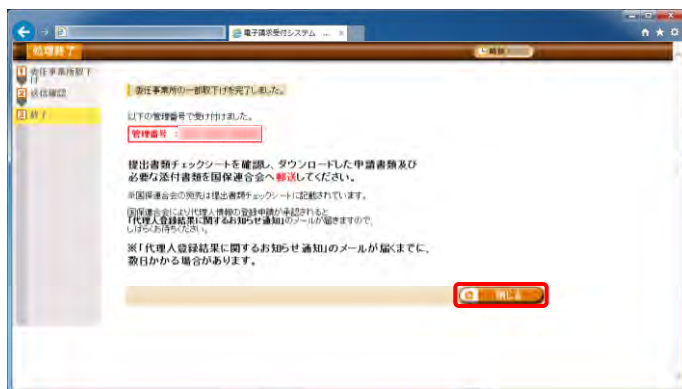 電子請求受付システム ...
処理終了
1 委任事業所取下げ
2 送信確認
3 終了
委任事業所の一部取下げを完了しました。
以下の管理番号で受け付けました。
管理番号 :
提出書類チェックシートを確認し、ダウンロードした申請書類及び
必要な添付書類を国保連合会へ郵送してください。
※国保連合会の宛先は提出書類チェックシートに記載されています。
国保連合会により代理人情報の登録申請が承認されると
「代理人登録結果に関するお知らせ通知」のメールが届きますので、
しばらくお待ちください。
※「代理人登録結果に関するお知らせ通知」のメールが届くまでに、
数日かかる場合があります。
閉じる